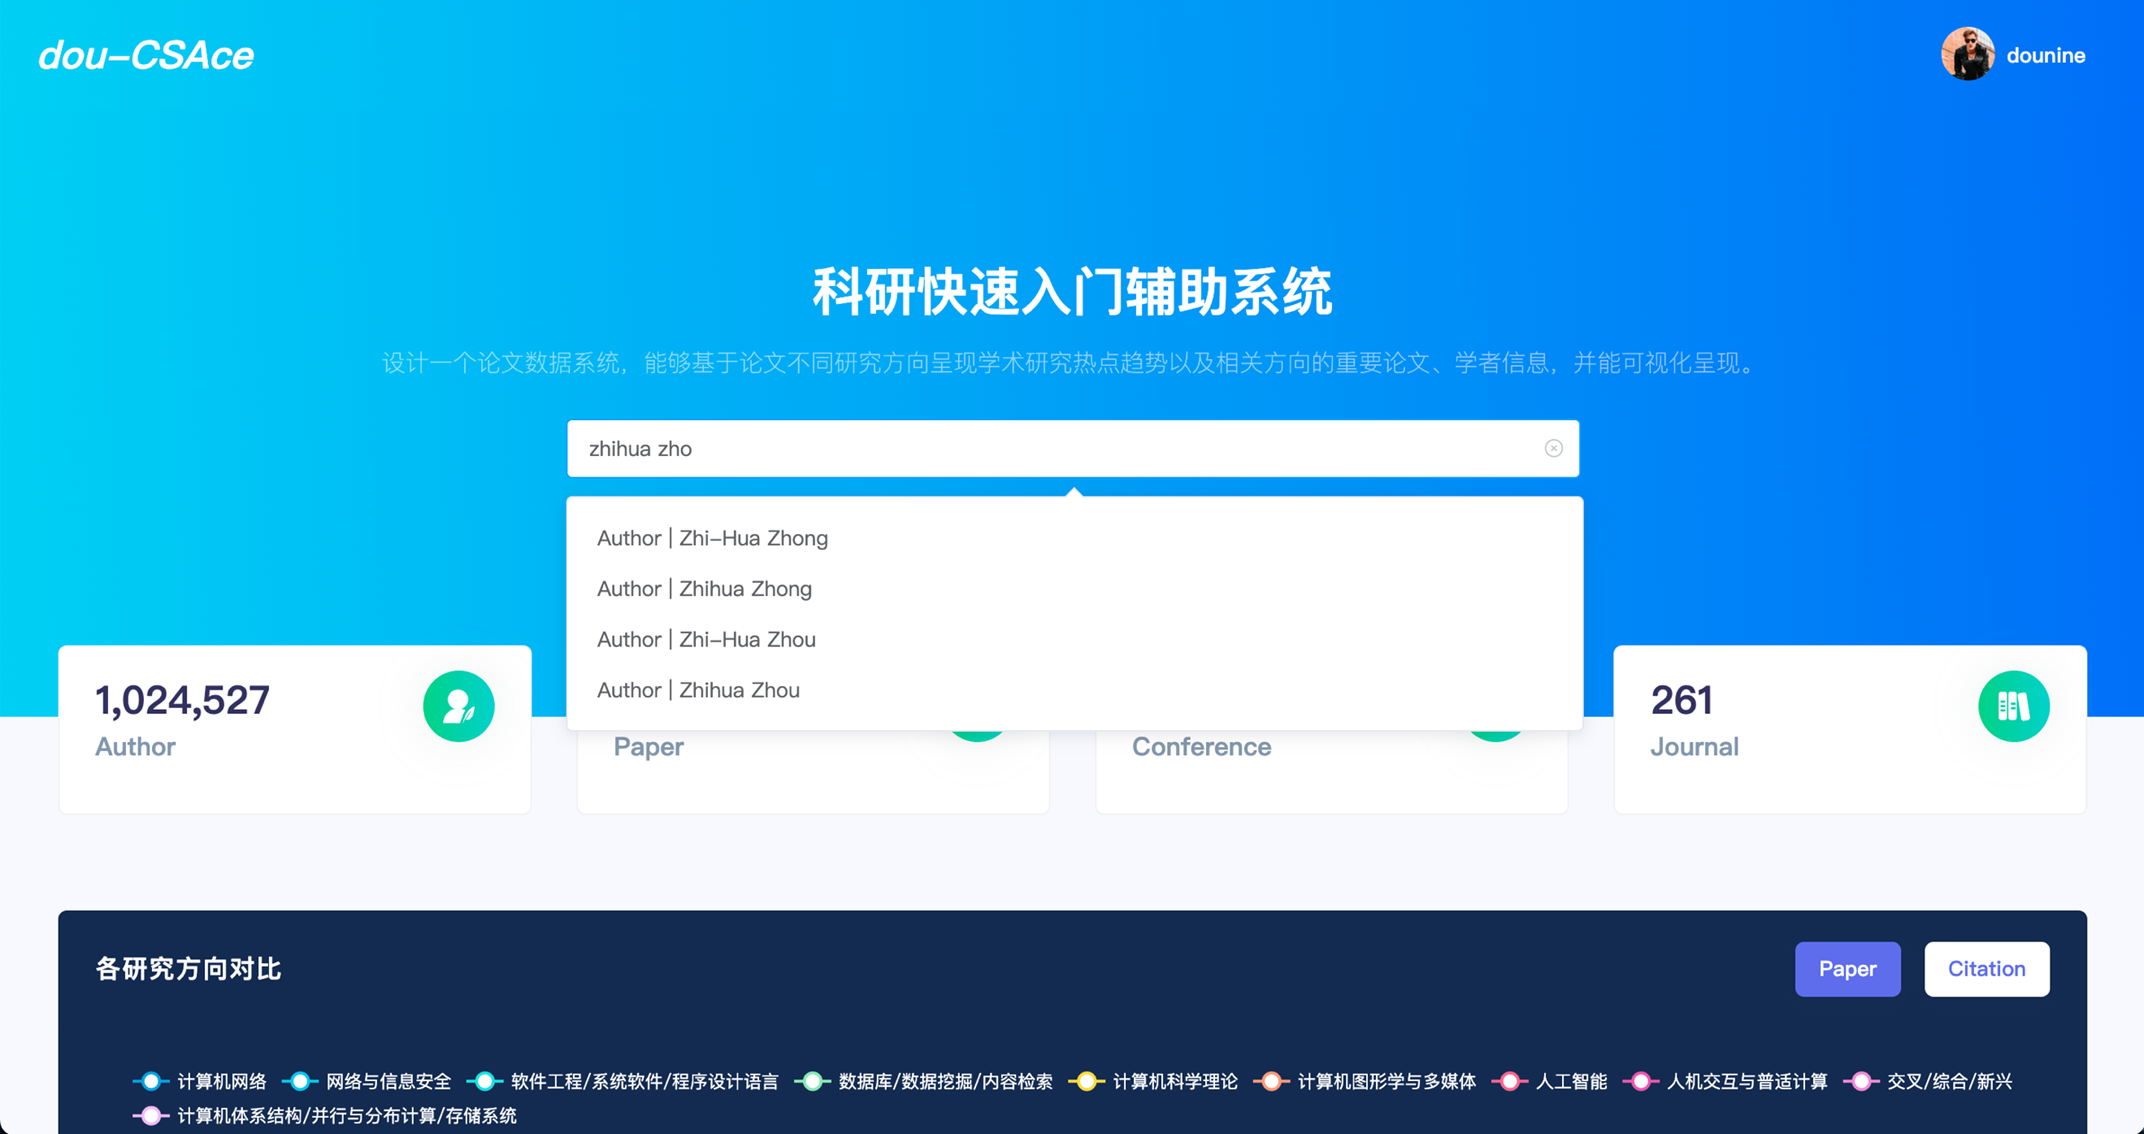 dou-CSAce
dounine
科研快速入门辅助系统
设计一个论文数据系统，能够基于论文不同研究方向呈现学术研究热点趋势以及相关方向的重要论文、学者信息，并能可视化呈现。
zhihua zho
Author | Zhi-Hua Zhong
Author | Zhihua Zhong
Author | Zhi-Hua Zhou
Author | Zhihua Zhou
1,024,527
Author
Paper
Conference
261
Journal
各研究方向对比
Paper
Citation
计算机网络 网络与信息安全 软件工程/系统软件/程序设计语言 数据库/数据挖掘/内容检索 计算机科学理论 计算机图形学与多媒体 人工智能 人机交互与普适计算 交叉/综合/新兴
计算机体系结构/并行与分布计算/存储系统